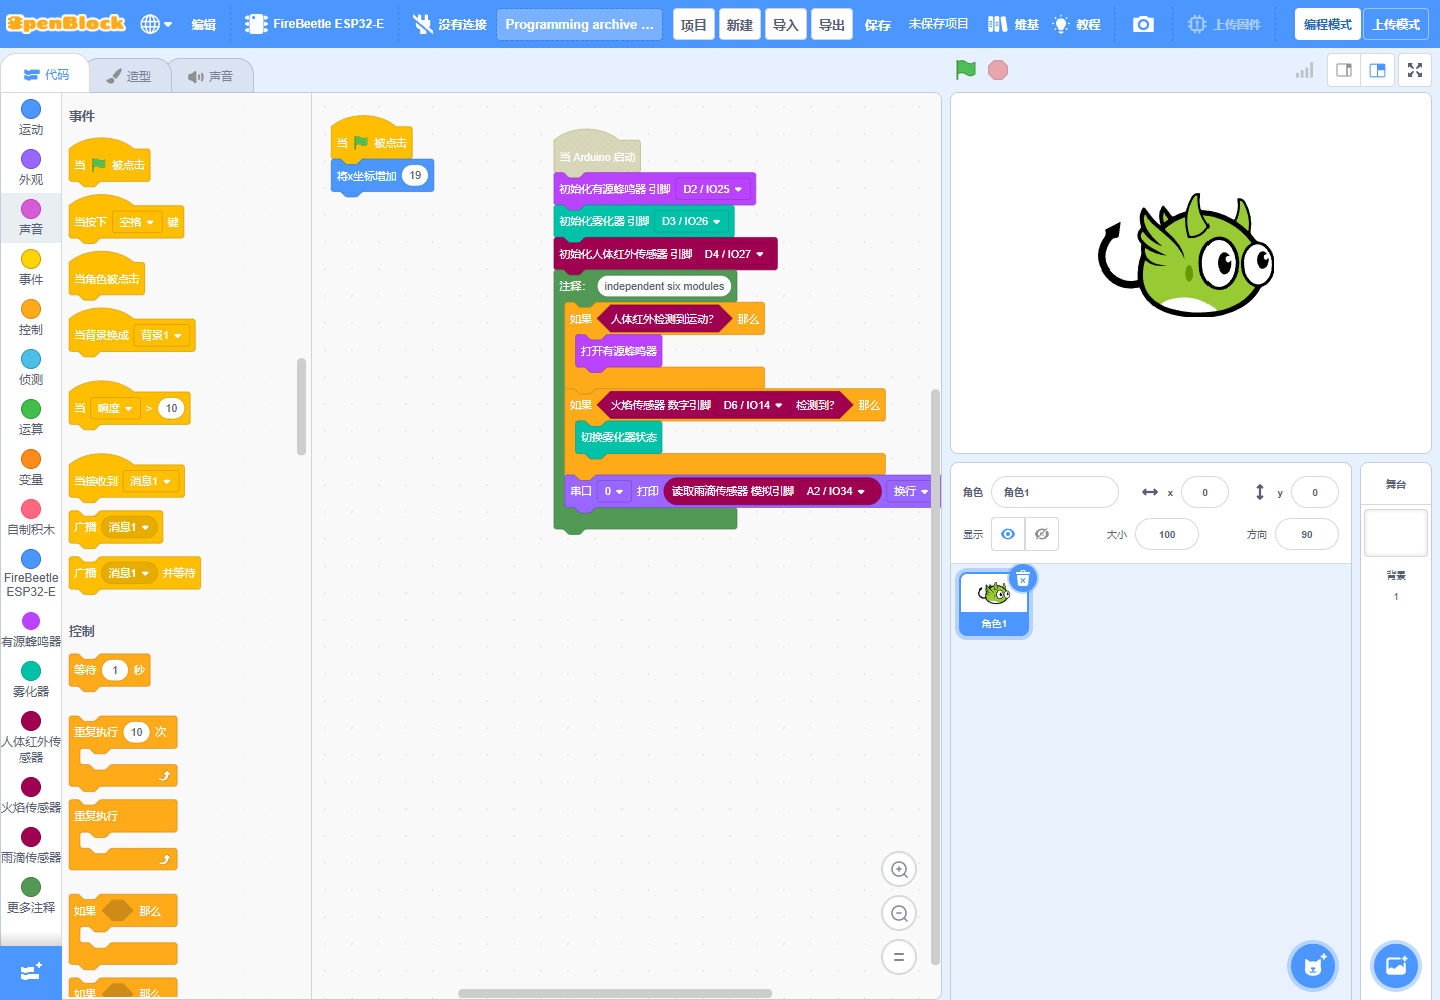 OpenBlock
编辑
FireBeetle ESP32-E
没有连接
Programming archive ...
项目
新建
导入
导出
保存
未保存项目
维基
教程
上传固件
编程模式
上传模式
代码
造型
声音
运动
外观
声音
事件
控制
侦测
运算
变量
自制积木
FireBeetle
ESP32-E
有源蜂鸣器
雾化器
人体红外传
感器
火焰传感器
雨滴传感器
更多注释
事件
当 被点击
当按下 空格 键
当角色被点击
当背景换成 背景1
当 响度 > 10
当接收到 消息1
广播 消息1
广播 消息1 并等待
控制
等待 1 秒
重复执行 10 次
重复执行
如果 那么
如果 那么
当 被点击
将x坐标增加 19
当 Arduino 启动
初始化有源蜂鸣器 引脚 D2 / IO25
初始化雾化器 引脚 D3 / IO26
初始化人体红外传感器 引脚 D4 / IO27
注释： independent six modules
如果 人体红外检测到运动? 那么
打开有源蜂鸣器
如果 火焰传感器 数字引脚 D6 / IO14 检测到? 那么
切换雾化器状态
串口 0 打印 读取雨滴传感器 模拟引脚 A2 / IO34 换行
角色 角色1 x 0 y 0
显示 大小 100 方向 90
角色1
舞台
背景
1